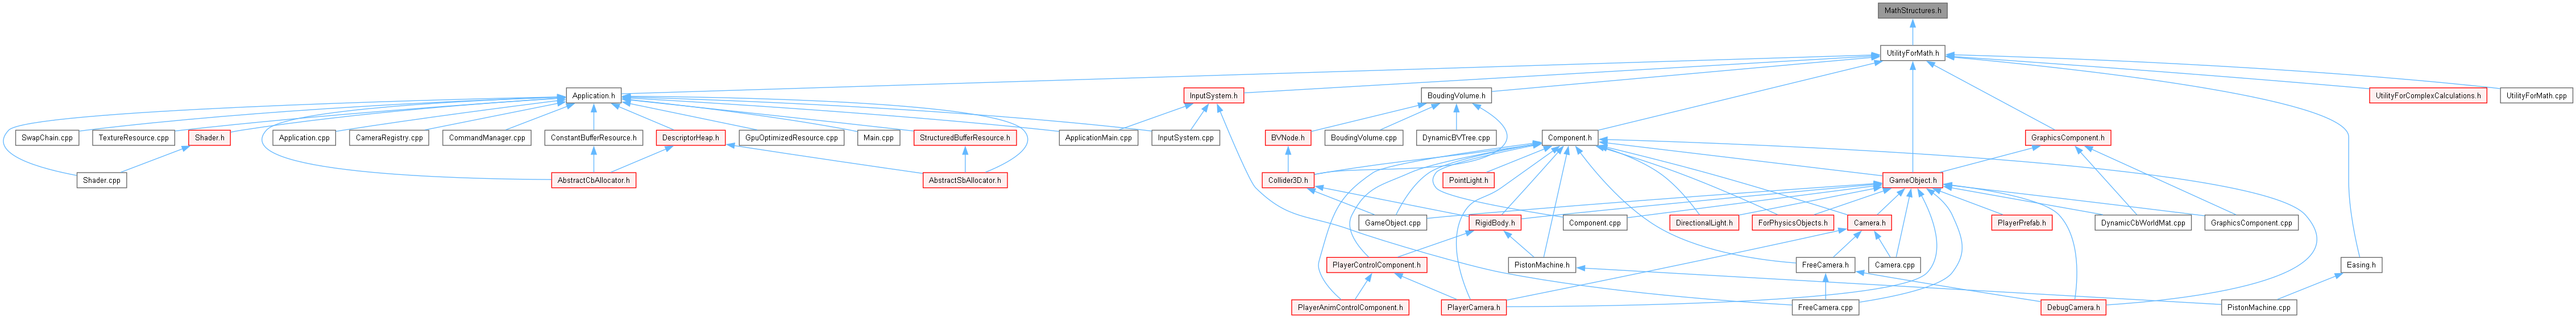 MathStructures.h
UtilityForMath.h
Application.h
InputSystem.h
BoudingVolume.h
UtilityForComplexCalculations.h
UtilityForMath.cpp
SwapChain.cpp
TextureResource.cpp
Shader.h
Application.cpp
CameraRegistry.cpp
CommandManager.cpp
ConstantBufferResource.h
DescriptorHeap.h
GpuOptimizedResource.cpp
Main.cpp
StructuredBufferResource.h
ApplicationMain.cpp
InputSystem.cpp
BVNode.h
BoudingVolume.cpp
DynamicBVTree.cpp
Component.h
GraphicsComponent.h
Shader.cpp
AbstractCbAllocator.h
AbstractSbAllocator.h
Collider3D.h
PointLight.h
GameObject.h
GameObject.cpp
RigidBody.h
Component.cpp
DirectionalLight.h
ForPhysicsObjects.h
Camera.h
PlayerPrefab.h
DynamicCbWorldMat.cpp
GraphicsComponent.cpp
PlayerControlComponent.h
PistonMachine.h
FreeCamera.h
Camera.cpp
Easing.h
PlayerAnimControlComponent.h
PlayerCamera.h
FreeCamera.cpp
DebugCamera.h
PistonMachine.cpp